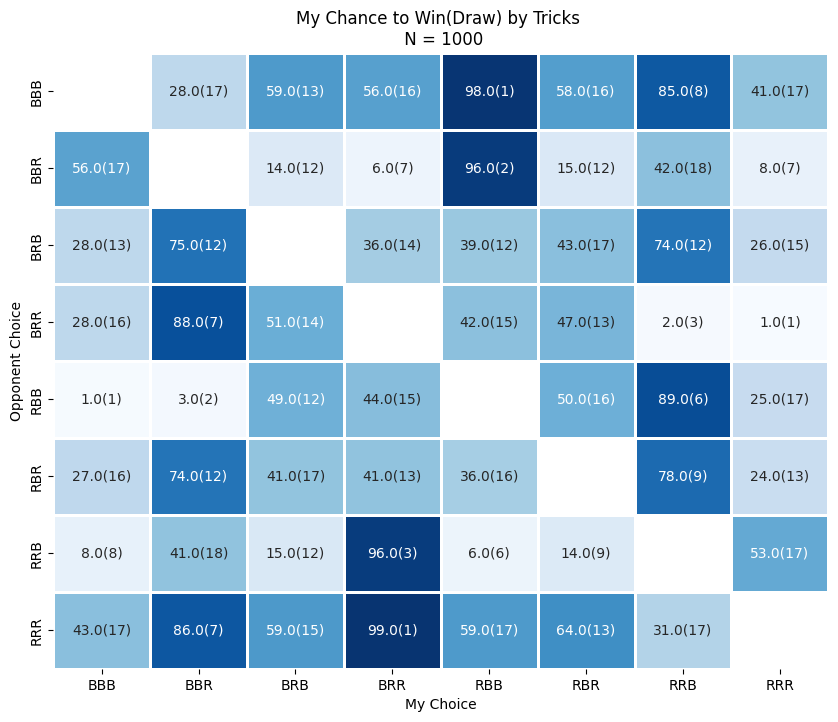 My Chance to Win(Draw) by Tricks
N = 1000
Opponent Choice
BBB 28.0(17) 59.0(13) 56.0(16) 98.0(1) 58.0(16) 85.0(8) 41.0(17)
BBR 56.0(17) 14.0(12) 6.0(7) 96.0(2) 15.0(12) 42.0(18) 8.0(7)
BRB 28.0(13) 75.0(12) 36.0(14) 39.0(12) 43.0(17) 74.0(12) 26.0(15)
BRR 28.0(16) 88.0(7) 51.0(14) 42.0(15) 47.0(13) 2.0(3) 1.0(1)
RBB 1.0(1) 3.0(2) 49.0(12) 44.0(15) 50.0(16) 89.0(6) 25.0(17)
RBR 27.0(16) 74.0(12) 41.0(17) 41.0(13) 36.0(16) 78.0(9) 24.0(13)
RRB 8.0(8) 41.0(18) 15.0(12) 96.0(3) 6.0(6) 14.0(9) 53.0(17)
RRR 43.0(17) 86.0(7) 59.0(15) 99.0(1) 59.0(17) 64.0(13) 31.0(17)
BBB BBR BRB BRR RBB RBR RRB RRR
My Choice